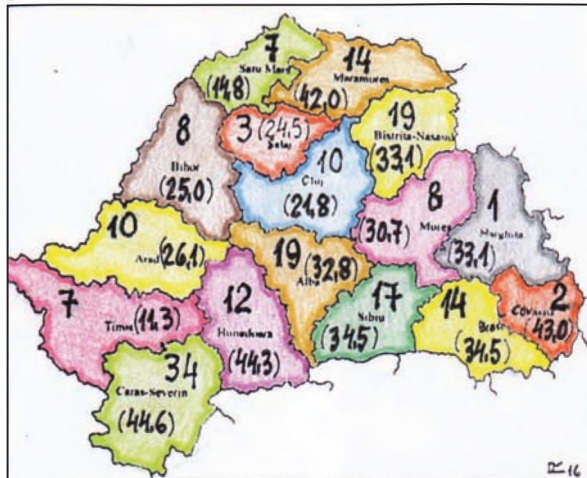 7
Satu Mare
(14,8)
14
Maramures
(42,0)
19
Bistrita-Nasaud
(33,1)
3 (24,5)
Salaj
8
Bihor
(25,0)
10
Cluj
(21,8)
8
Mures
(30,7)
1
Harghita
(33,1)
10
Arad (26,1)
19 (32,8)
Alba
7
Timis (11,3)
12
Hunedoara
(44,3)
17
Sibiu
(34,5)
14
Brasov
(34,5)
2
Covasna
(43,0)
34
Caras-Severin
(44,6)
16